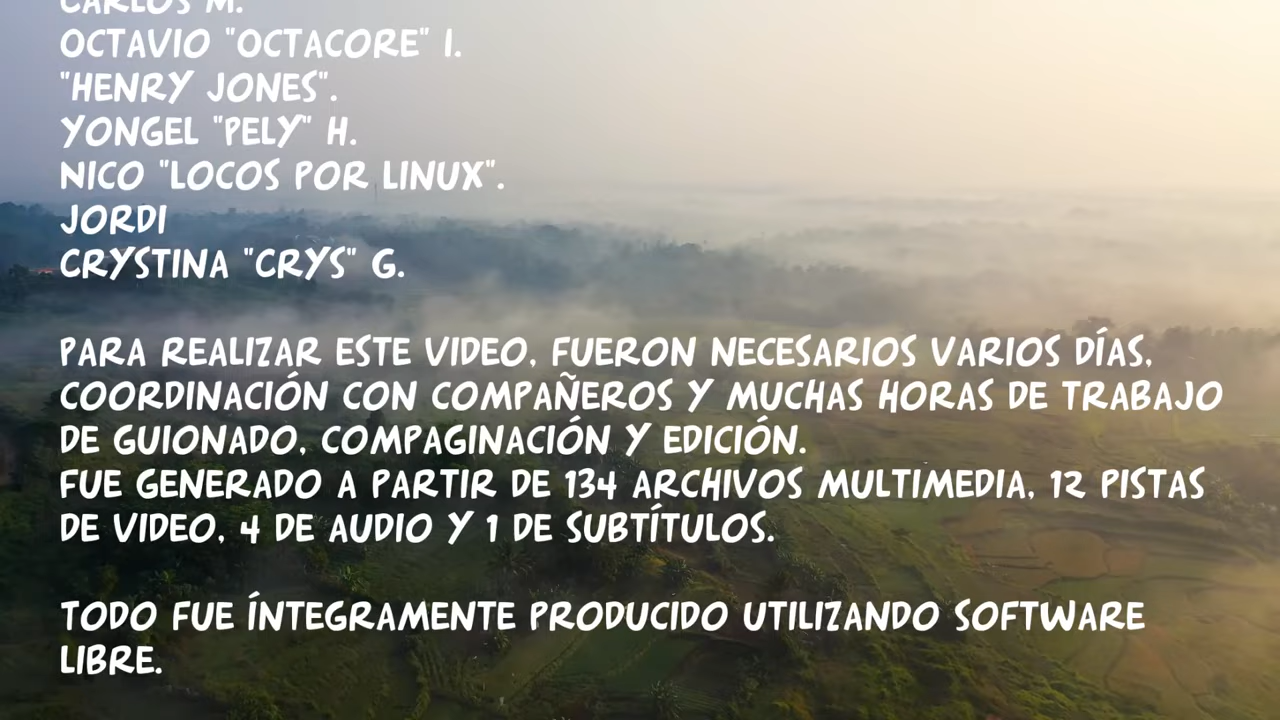 CARLOS M.
OCTAVIO "OCTACORE" I.
"HENRY JONES".
YONGEL "PELY" H.
NICO "LOCOS POR LINUX".
JORDI
CRYSTINA "CRYS" G.
PARA REALIZAR ESTE VIDEO, FUERON NECESARIOS VARIOS DÍAS,
COORDINACIÓN CON COMPAÑEROS Y MUCHAS HORAS DE TRABAJO
DE GUIONADO, COMPAGINACIÓN Y EDICIÓN.
FUE GENERADO A PARTIR DE 134 ARCHIVOS MULTIMEDIA, 12 PISTAS
DE VIDEO, 4 DE AUDIO Y 1 DE SUBTÍTULOS.
TODO FUE ÍNTEGRAMENTE PRODUCIDO UTILIZANDO SOFTWARE
LIBRE.